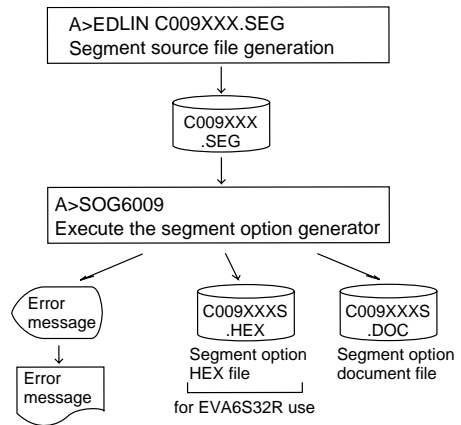 A>EDLIN C009XXX.SEG
Segment source file generation
C009XXX
.SEG
A>SOG6009
Execute the segment option generator
Error
message
C009XXXS
.HEX
C009XXXS
.DOC
Segment option
HEX file
Segment option
document file
Error
message
for EVA6S32R use